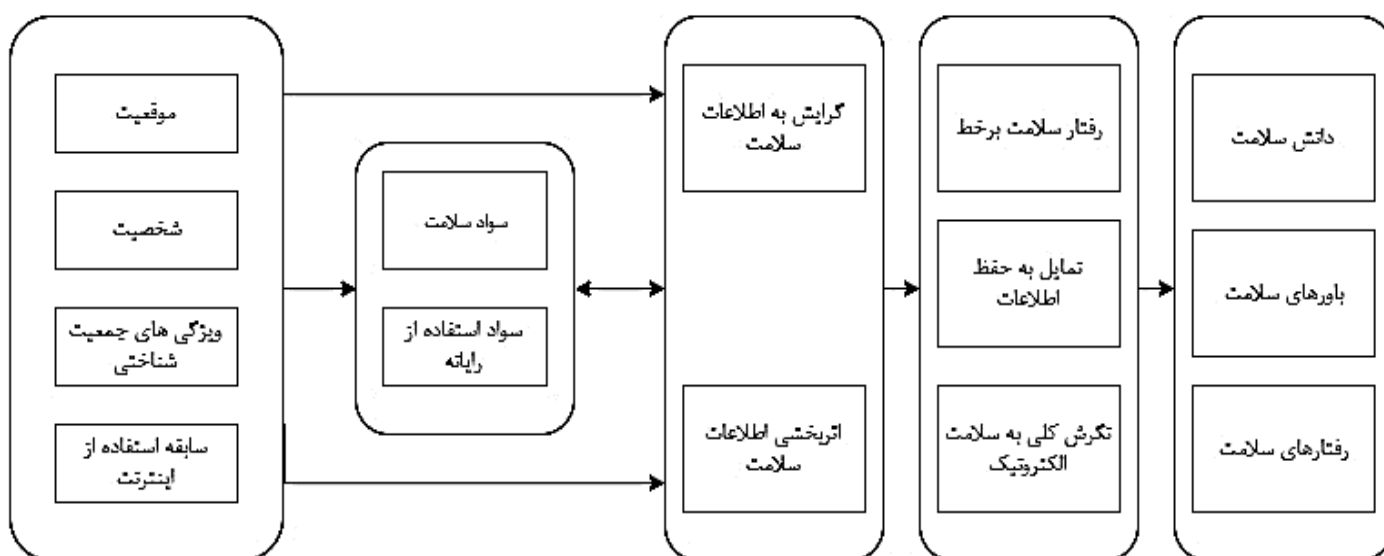 موقعیت
شخصیت
ویژگی های جمعیت
شناختی
سابقه استفاده از
اینترنت
سواد سلامت
سواد استفاده از
رایانه
گرایش به اطلاعات
سلامت
اثربخشی اطلاعات
سلامت
رفتار سلامت برخط
تمایل به حفظ
اطلاعات
نگرش کلی به سلامت
الکترونیک
دانش سلامت
باورهای سلامت
رفتارهای سلامت